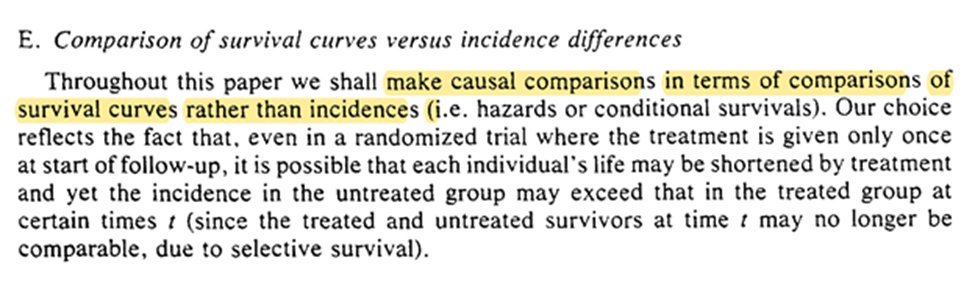 E. Comparison of survival curves versus incidence differences
Throughout this paper we shall make causal comparisons in terms of comparisons of
survival curves rather than incidences (i.e. hazards or conditional survivals). Our choice
reflects the fact that, even in a randomized trial where the treatment is given only once
at start of follow-up, it is possible that each individual's life may be shortened by treatment
and yet the incidence in the untreated group may exceed that in the treated group at
certain times t (since the treated and untreated survivors at time t may no longer be
comparable, due to selective survival).